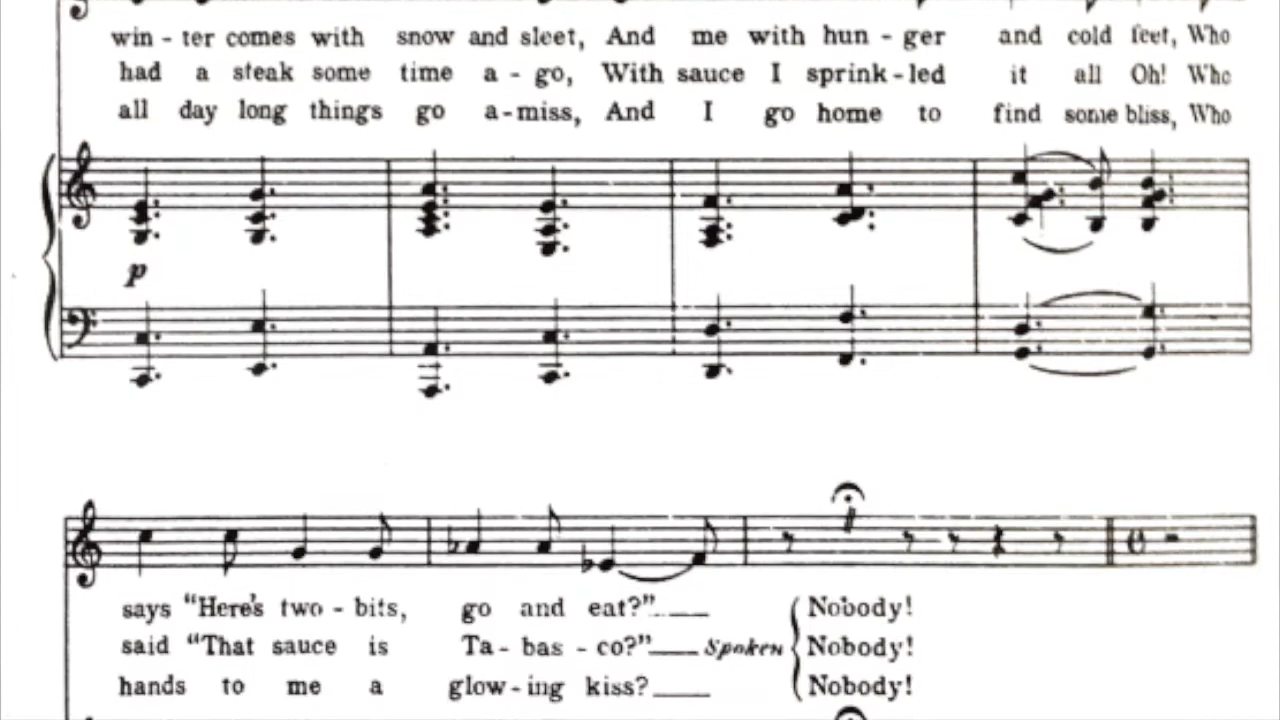 win - ter comes with snow and sleet, And me with hun - ger and cold feet, Who
had a steak some time a - go, With sauce I sprink - led it all Oh! Who
all day long things go a - miss, And I go home to find some bliss, Who
p
says "Here's two - bits, go and eat?" Nobody!
said "That sauce is Ta - bas - co?" Spoken Nobody!
hands to me a glow - ing kiss? Nobody!